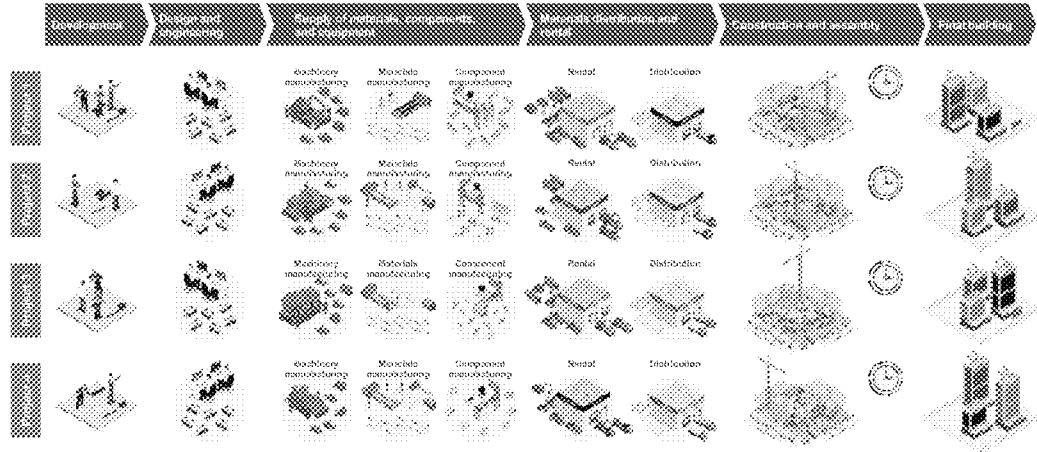 Development
Design and
engineering
Supply of materials, components
and equipment
Materials distribution and
rental
Construction and assembly
Final building
Machinery
manufacturing
Materials
manufacturing
Component
manufacturing
Rental
Distribution
Machinery
manufacturing
Materials
manufacturing
Component
manufacturing
Rental
Distribution
Machinery
manufacturing
Materials
manufacturing
Component
manufacturing
Rental
Distribution
Machinery
manufacturing
Materials
manufacturing
Component
manufacturing
Rental
Distribution